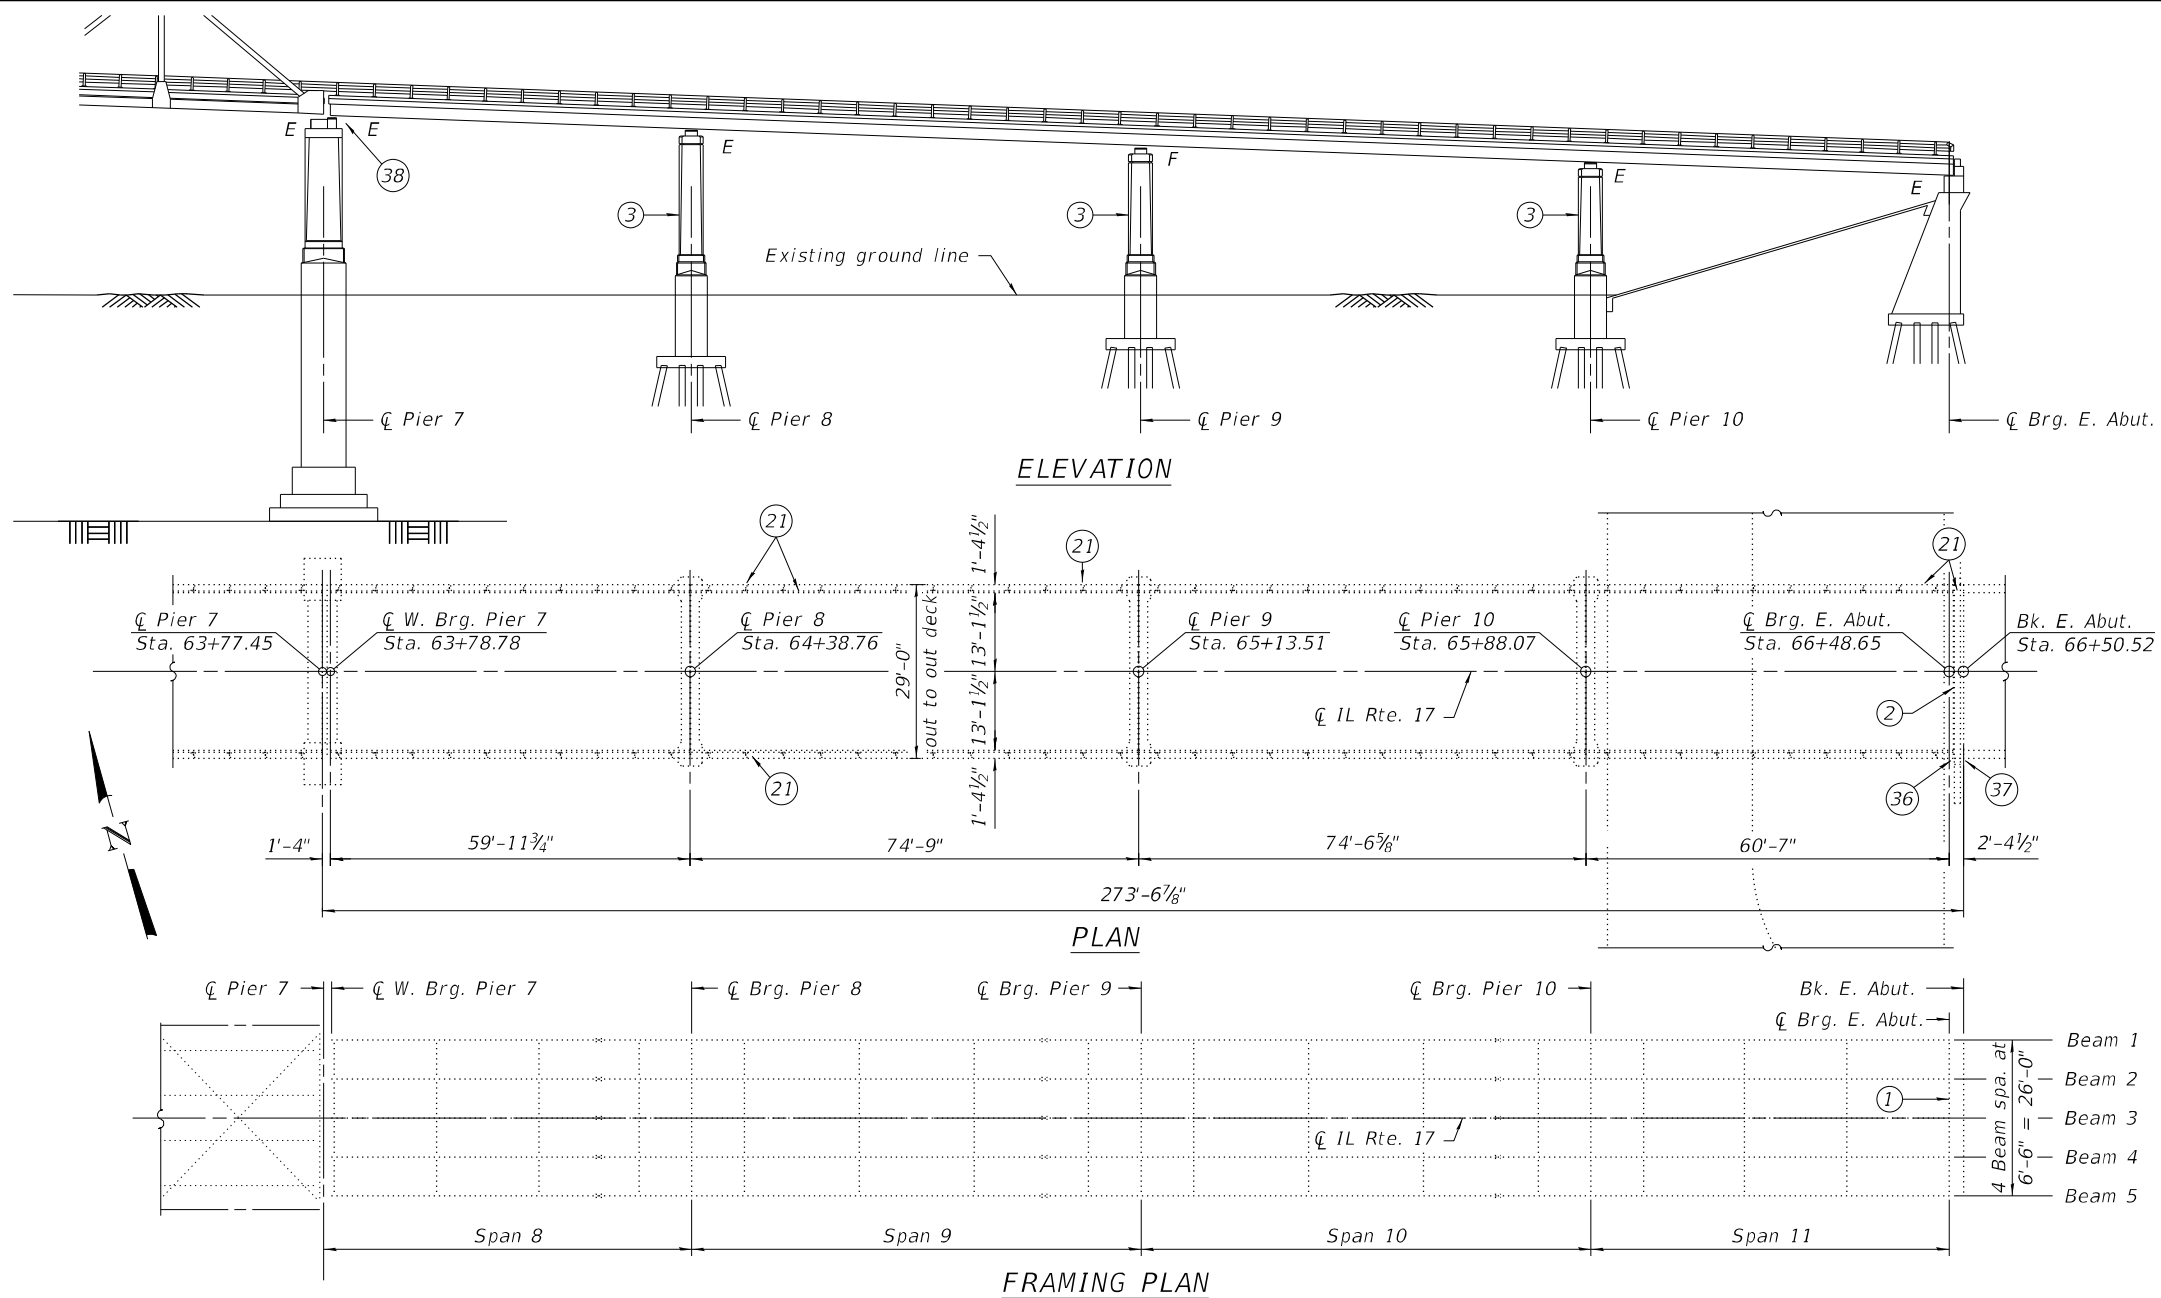 E
E
38
E
F
E
E
3
3
3
Existing ground line
℄ Pier 7
℄ Pier 8
℄ Pier 9
℄ Pier 10
℄ Brg. E. Abut.
ELEVATION
21
21
21
1'-4½"
℄ Pier 7
Sta. 63+77.45
℄ W. Brg. Pier 7
Sta. 63+78.78
℄ Pier 8
Sta. 64+38.76
29'-0"
out to out deck
13'-1½"
13'-1½"
1'-4½"
℄ Pier 9
Sta. 65+13.51
℄ Pier 10
Sta. 65+88.07
℄ Brg. E. Abut.
Sta. 66+48.65
Bk. E. Abut.
Sta. 66+50.52
℄ IL Rte. 17
2
21
36
37
N
1'-4"
59'-11¾"
74'-9"
74'-6⅝"
60'-7"
2'-4½"
273'-6⅞"
PLAN
℄ Pier 7
℄ W. Brg. Pier 7
℄ Brg. Pier 8
℄ Brg. Pier 9
℄ Brg. Pier 10
Bk. E. Abut.
℄ Brg. E. Abut.
Beam 1
Beam 2
Beam 3
Beam 4
Beam 5
4 Beam spa. at
6'-6" = 26'-0"
1
℄ IL Rte. 17
Span 8
Span 9
Span 10
Span 11
FRAMING PLAN